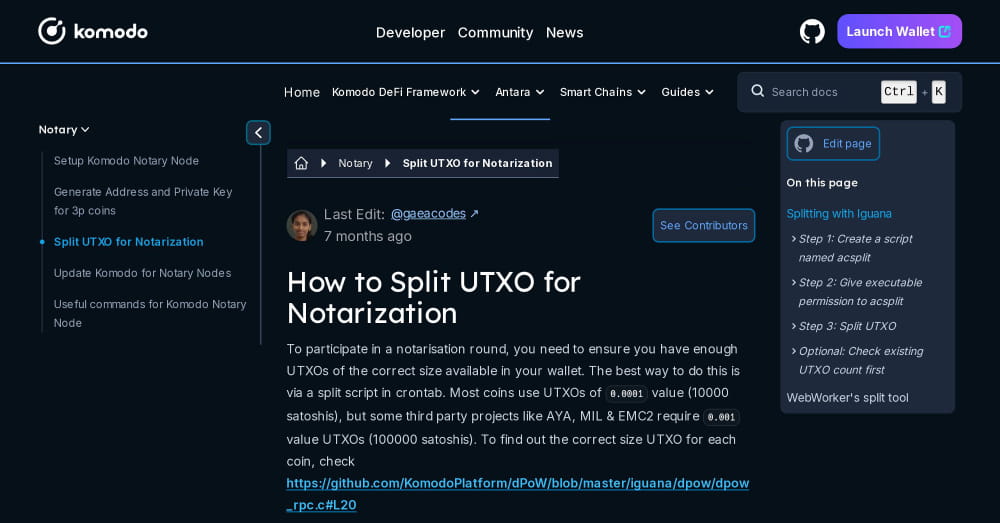 komodo
Developer Community News
Launch Wallet
Home Komodo DeFi Framework Antara Smart Chains Guides
Search docs Ctrl + K
Notary
Setup Komodo Notary Node
Generate Address and Private Key
for 3p coins
Split UTXO for Notarization
Update Komodo for Notary Nodes
Useful commands for Komodo Notary
Node
Notary Split UTXO for Notarization
Last Edit: @gaeacodes ↗
7 months ago
See Contributors
How to Split UTXO for
Notarization
To participate in a notarisation round, you need to ensure you have enough
UTXOs of the correct size available in your wallet. The best way to do this is
via a split script in crontab. Most coins use UTXOs of 0.0001 value (10000
satoshis), but some third party projects like AYA, MIL & EMC2 require 0.001
value UTXOs (100000 satoshis). To find out the correct size UTXO for each
coin, check
https://github.com/KomodoPlatform/dPoW/blob/master/iguana/dpow/dpow
_rpc.c#L20
Edit page
On this page
Splitting with Iguana
Step 1: Create a script
named acsplit
Step 2: Give executable
permission to acsplit
Step 3: Split UTXO
Optional: Check existing
UTXO count first
WebWorker's split tool